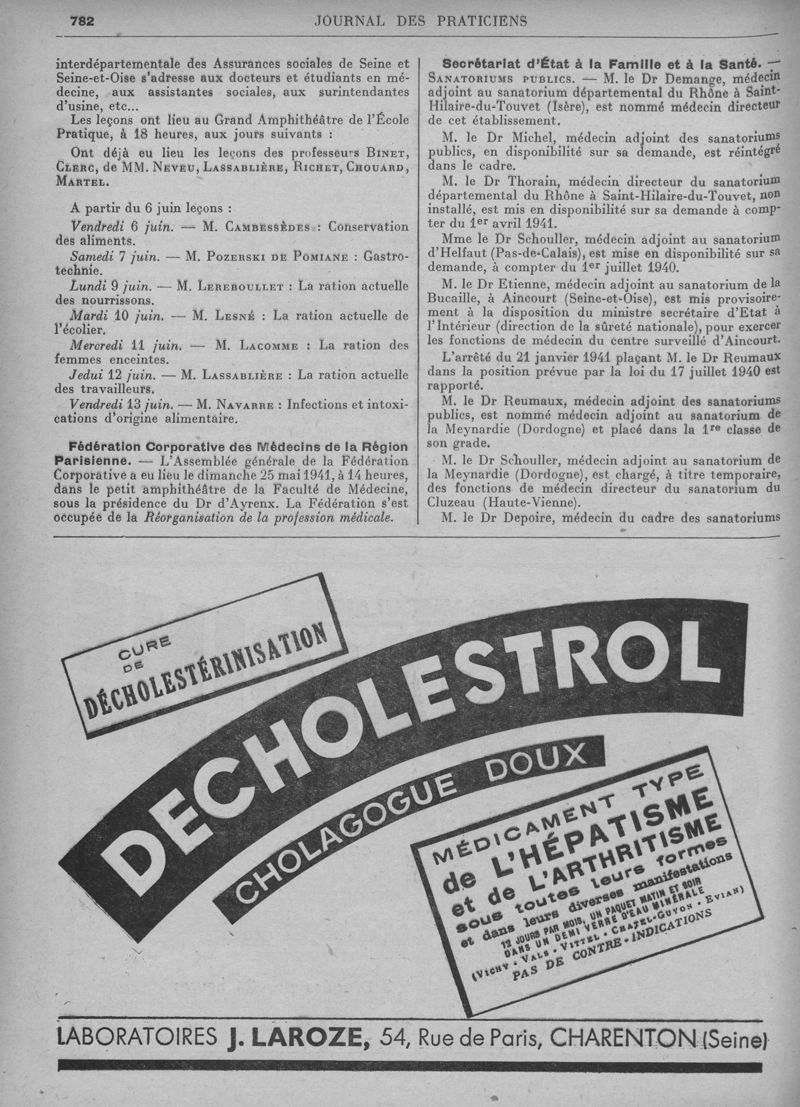 782
JOURNAL DES PRATICIENS
interdépartementale des Assurances sociales de Seine et
Seine-et-Oise s'adresse aux docteurs et étudiants en mé-
decine, aux assistantes sociales, aux surintendantes
d'usine, etc...
Les leçons ont lieu au Grand Amphithéâtre de l'École
Pratique, à 18 heures, aux jours suivants :
Ont déjà eu lieu les leçons des professeurs BINET,
CLERC, de MM. NEVEU, LASSABLIÈRE, RICHET, CHOUARD,
MARTEL.
A partir du 6 juin leçons :
Vendredi 6 juin. — M. CAMBESSÈDES : Conservation
des aliments.
Samedi 7 juin. — M. POZERSKI DE POMIANE : Gastro-
technie.
Lundi 9 juin. — M. LEREBOULLET : La ration actuelle
des nourrissons.
Mardi 10 juin. — M. LESNÉ : La ration actuelle de
l'écolier.
Mercredi 11 juin. — M. LACOMME : La ration des
femmes enceintes.
Jedui 12 juin. — M. LASSABLIÈRE : La ration actuelle
des travailleurs.
Vendredi 13 juin. — M. NAVARRE : Infections et intoxi-
cations d'origine alimentaire.
Fédération Corporative des Médecins de la Région
Parisienne. — L'Assemblée générale de la Fédération
Corporative a eu lieu le dimanche 25 mai 1941, à 14 heures,
dans le petit amphithéâtre de la Faculté de Médecine,
sous la présidence du Dr d'Ayrenx. La Fédération s'est
occupée de la Réorganisation de la profession médicale.
Secrétariat d'État à la Famille et à la Santé. —
SANATORIUMS PUBLICS. — M. le Dr Demange, médecin
adjoint au sanatorium départemental du Rhône à Saint-
Hilaire-du-Touvet (Isère), est nommé médecin directeur
de cet établissement.
M. le Dr Michel, médecin adjoint des sanatoriums
publics, en disponibilité sur sa demande, est réintégré
dans le cadre.
M. le Dr Thorain, médecin directeur du sanatorium
départemental du Rhône à Saint-Hilaire-du-Touvet, non
installé, est mis en disponibilité sur sa demande à comp-
ter du 1er avril 1941.
Mme le Dr Schouller, médecin adjoint au sanatorium
d'Helfaut (Pas-de-Calais), est mise en disponibilité sur sa
demande, à compter du 1er juillet 1940.
M. le Dr Etienne, médecin adjoint au sanatorium de la
Bucaille, à Aincourt (Seine-et-Oise), est mis provisoire-
ment à la disposition du ministre secrétaire d'Etat à
l'Intérieur (direction de la sûreté nationale), pour exercer
les fonctions de médecin du centre surveillé d'Aincourt.
L'arrêté du 21 janvier 1941 plaçant M. le Dr Reumaux
dans la position prévue par la loi du 17 juillet 1940 est
rapporté.
M. le Dr Reumaux, médecin adjoint des sanatoriums
publics, est nommé médecin adjoint au sanatorium de
la Meynardie (Dordogne) et placé dans la 1re classe de
son grade.
M. le Dr Schouller, médecin adjoint au sanatorium de
la Meynardie (Dordogne), est chargé, à titre temporaire,
des fonctions de médecin directeur du sanatorium du
Cluzeau (Haute-Vienne).
M. le Dr Depoire, médecin du cadre des sanatoriums
CURE
DE
DÉCHOLESTÉRINISATION
DECHOLESTROL
CHOLAGOGUE DOUX
MÉDICAMENT TYPE
de L'HÉPATISME
et de L'ARTHRITISME
sous toutes leurs formes
et dans leurs diverses manifestations
12 JOURS PAR MOIS, UN PAQUET MATIN ET SOIR
DANS UN DEMI VERRE D'EAU MINÉRALE
(VICHY - VALS - VITTEL - CHATEL-GUYON - EVIAN)
PAS DE CONTRE-INDICATIONS
LABORATOIRES J. LAROZE, 54, Rue de Paris, CHARENTON (Seine)